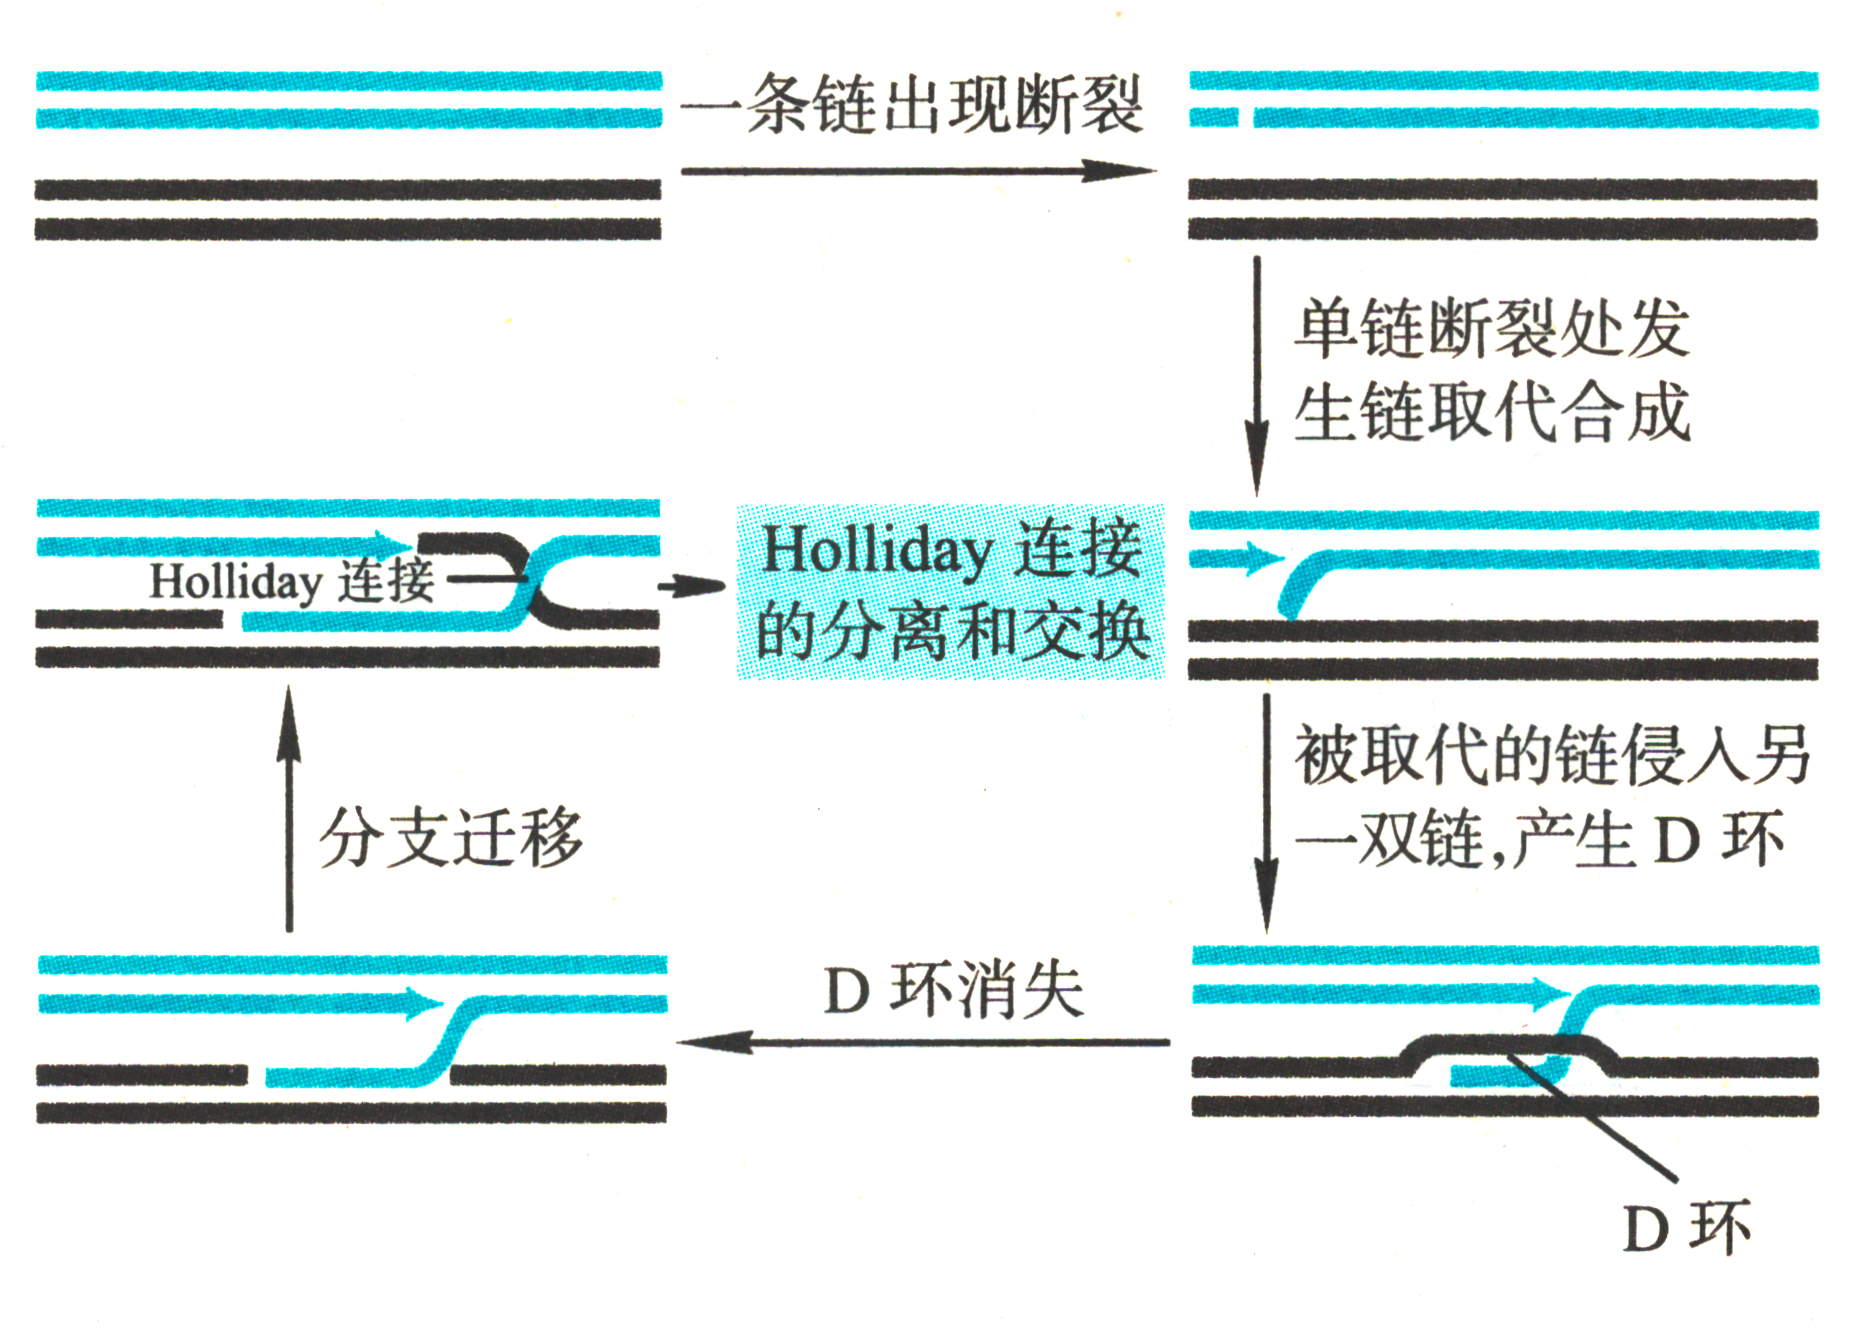 一条链出现断裂
单链断裂处发
生链取代合成
Holliday 连接
Holliday 连接
的分离和交换
被取代的链侵入另
一双链,产生 D 环
分支迁移
D 环消失
D 环